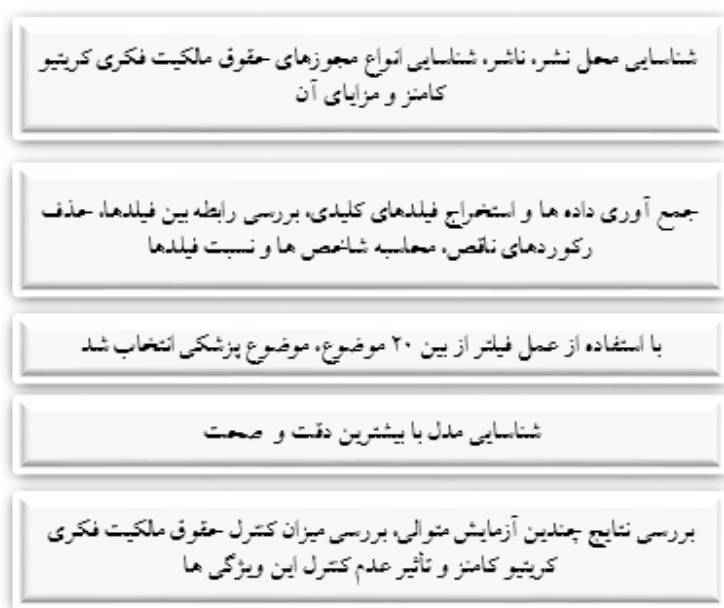 شناسایی محل نشر، ناشر، شناسایی انواع مجوزهای حقوق مالکیت فکری کریتیو
کامنز و مزایای آن
جمع آوری داده ها و استخراج فیلدهای کلیدی، بررسی رابطه بین فیلدها، حذف
رکوردهای ناقص، محاسبه شاخص ها و نسبت فیلدها
با استفاده از عمل فیلتر از بین ۲۰ موضوع، موضوع پزشکی انتخاب شد
شناسایی مدل با بیشترین دقت و صحت
بررسی نتایج چندین آزمایش متوالی، بررسی میزان کنترل حقوق مالکیت فکری
کریتیو کامنز و تأثیر عدم کنترل این ویژگی ها